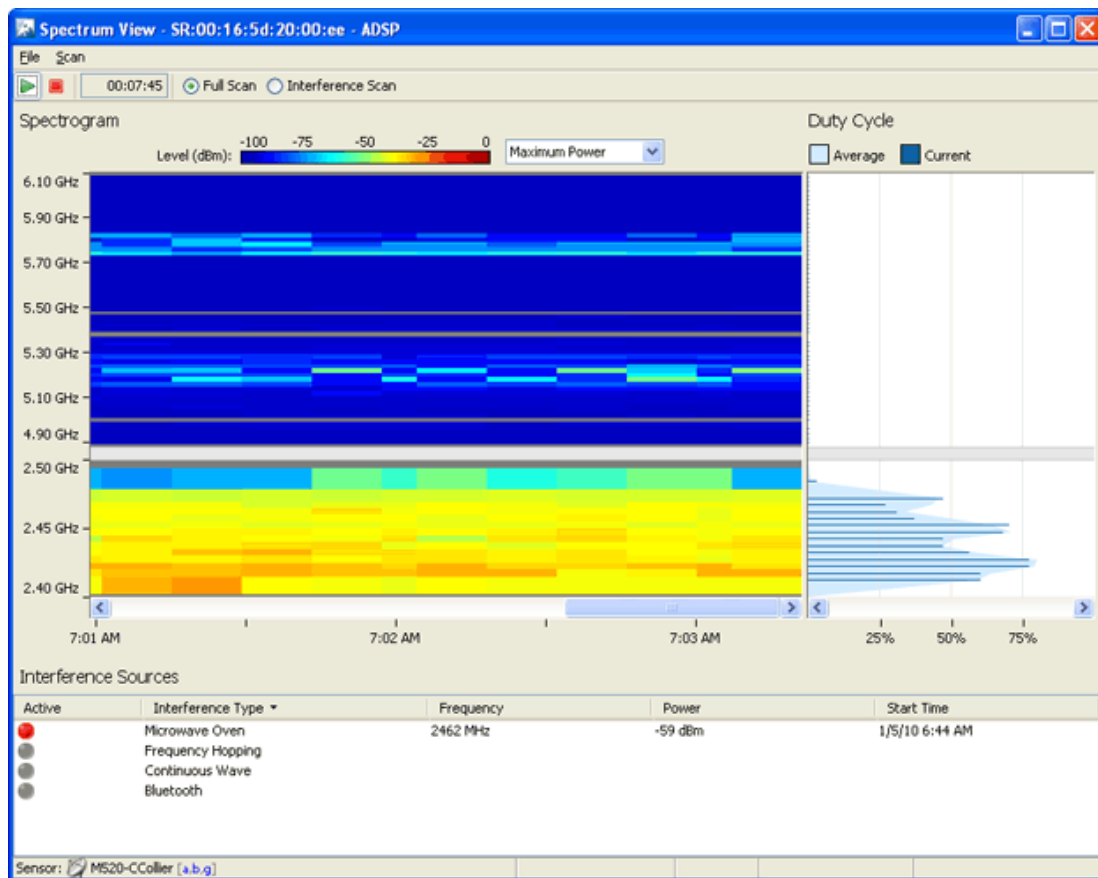 Spectrum View - SR:00:16:5d:20:00:ee - ADSP
File Scan
00:07:45 Full Scan Interference Scan
Spectrogram Duty Cycle
Level (dBm): -100 -75 -50 -25 0 Maximum Power Average Current
6.10 GHz
5.90 GHz
5.70 GHz
5.50 GHz
5.30 GHz
5.10 GHz
4.90 GHz
2.50 GHz
2.45 GHz
2.40 GHz
7:01 AM 7:02 AM 7:03 AM 25% 50% 75%
Interference Sources
Active Interference Type Frequency Power Start Time
Microwave Oven 2462 MHz -59 dBm 1/5/10 6:44 AM
Frequency Hopping
Continuous Wave
Bluetooth
Sensor: M520-CCollier [a,b,g]